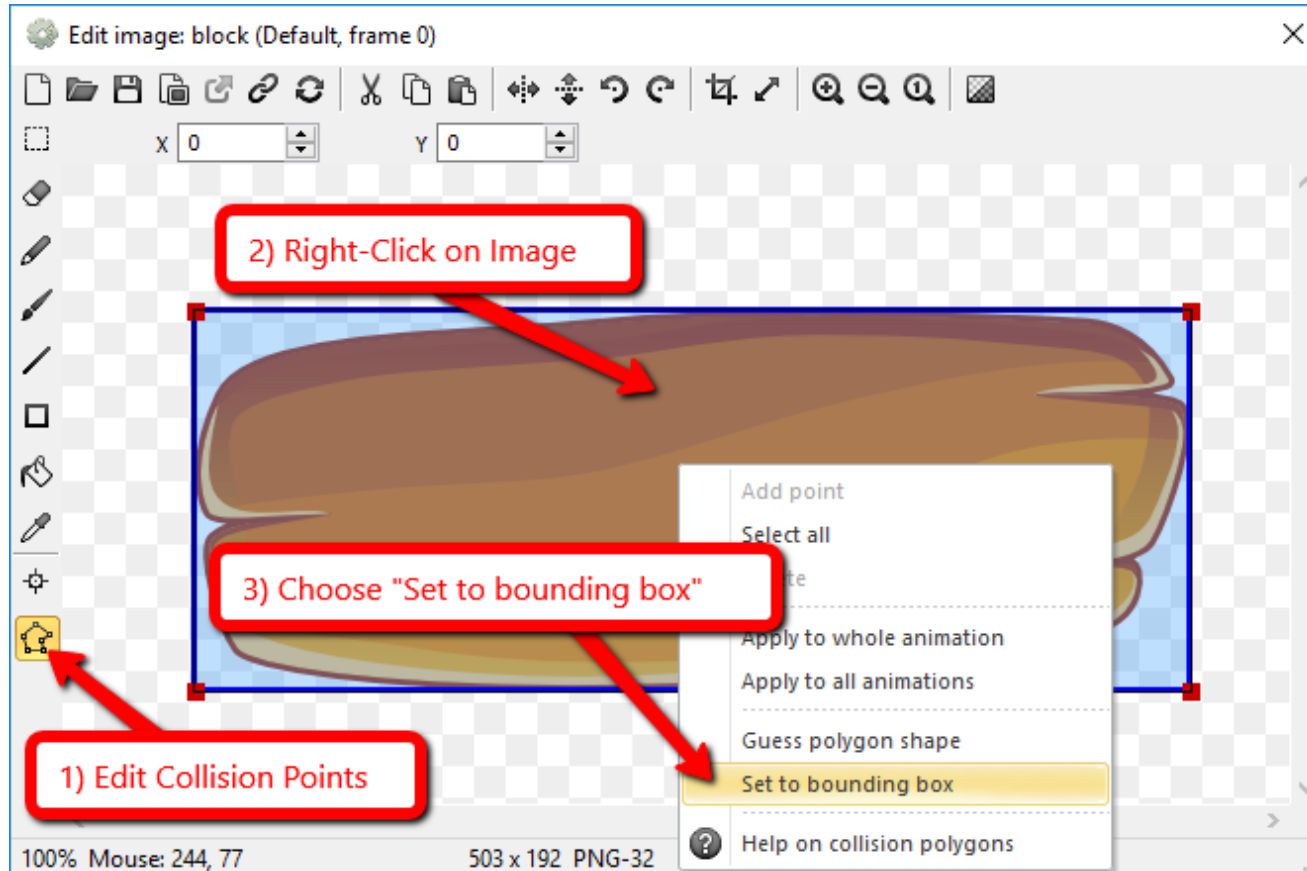 Edit image: block (Default, frame 0)
X 0 Y 0
2) Right-Click on Image
Add point
Select all
te
3) Choose "Set to bounding box"
Apply to whole animation
Apply to all animations
Guess polygon shape
1) Edit Collision Points
Set to bounding box
Help on collision polygons
100% Mouse: 244, 77 503 x 192 PNG-32